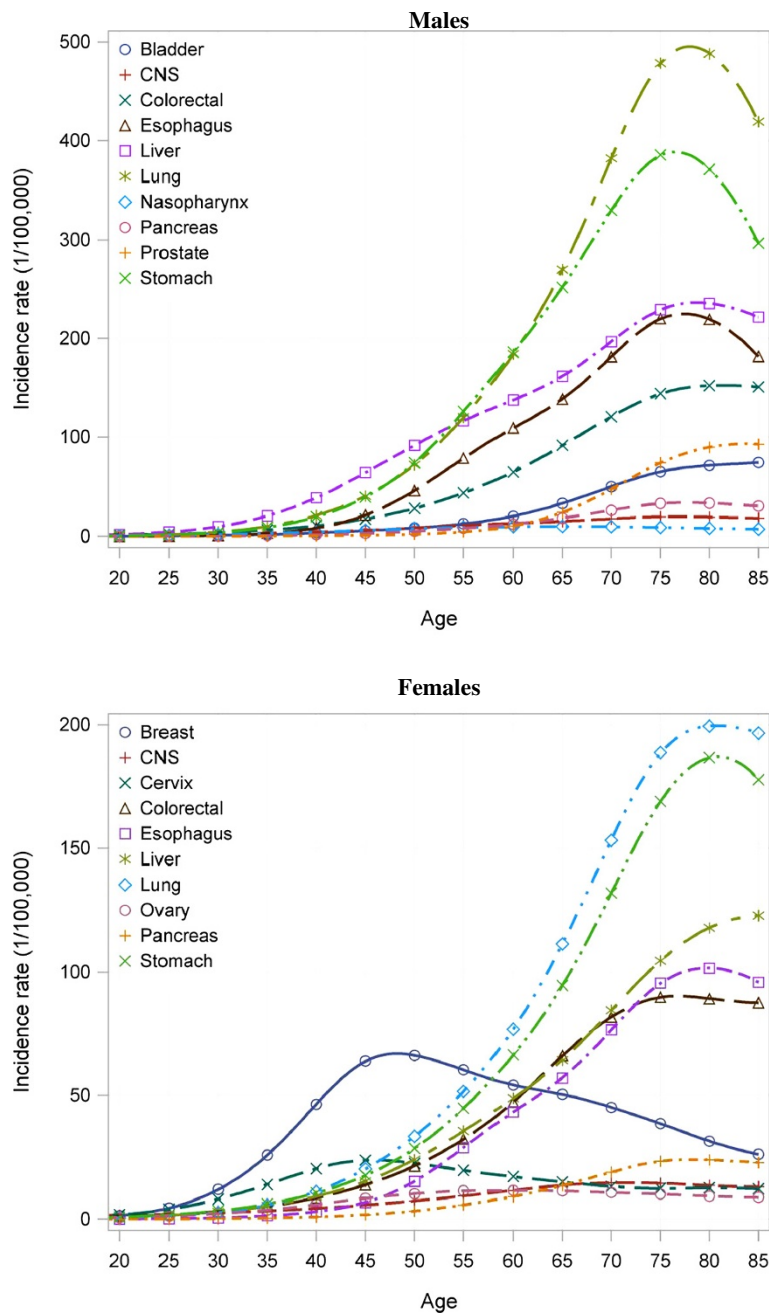 Males
Incidence rate (1/100,000)
500
400
300
200
100
0
Bladder
CNS
Colorectal
Esophagus
Liver
Lung
Nasopharynx
Pancreas
Prostate
Stomach
20 25 30 35 40 45 50 55 60 65 70 75 80 85
Age
Females
Incidence rate (1/100,000)
200
150
100
50
0
Breast
CNS
Cervix
Colorectal
Esophagus
Liver
Lung
Ovary
Pancreas
Stomach
20 25 30 35 40 45 50 55 60 65 70 75 80 85
Age